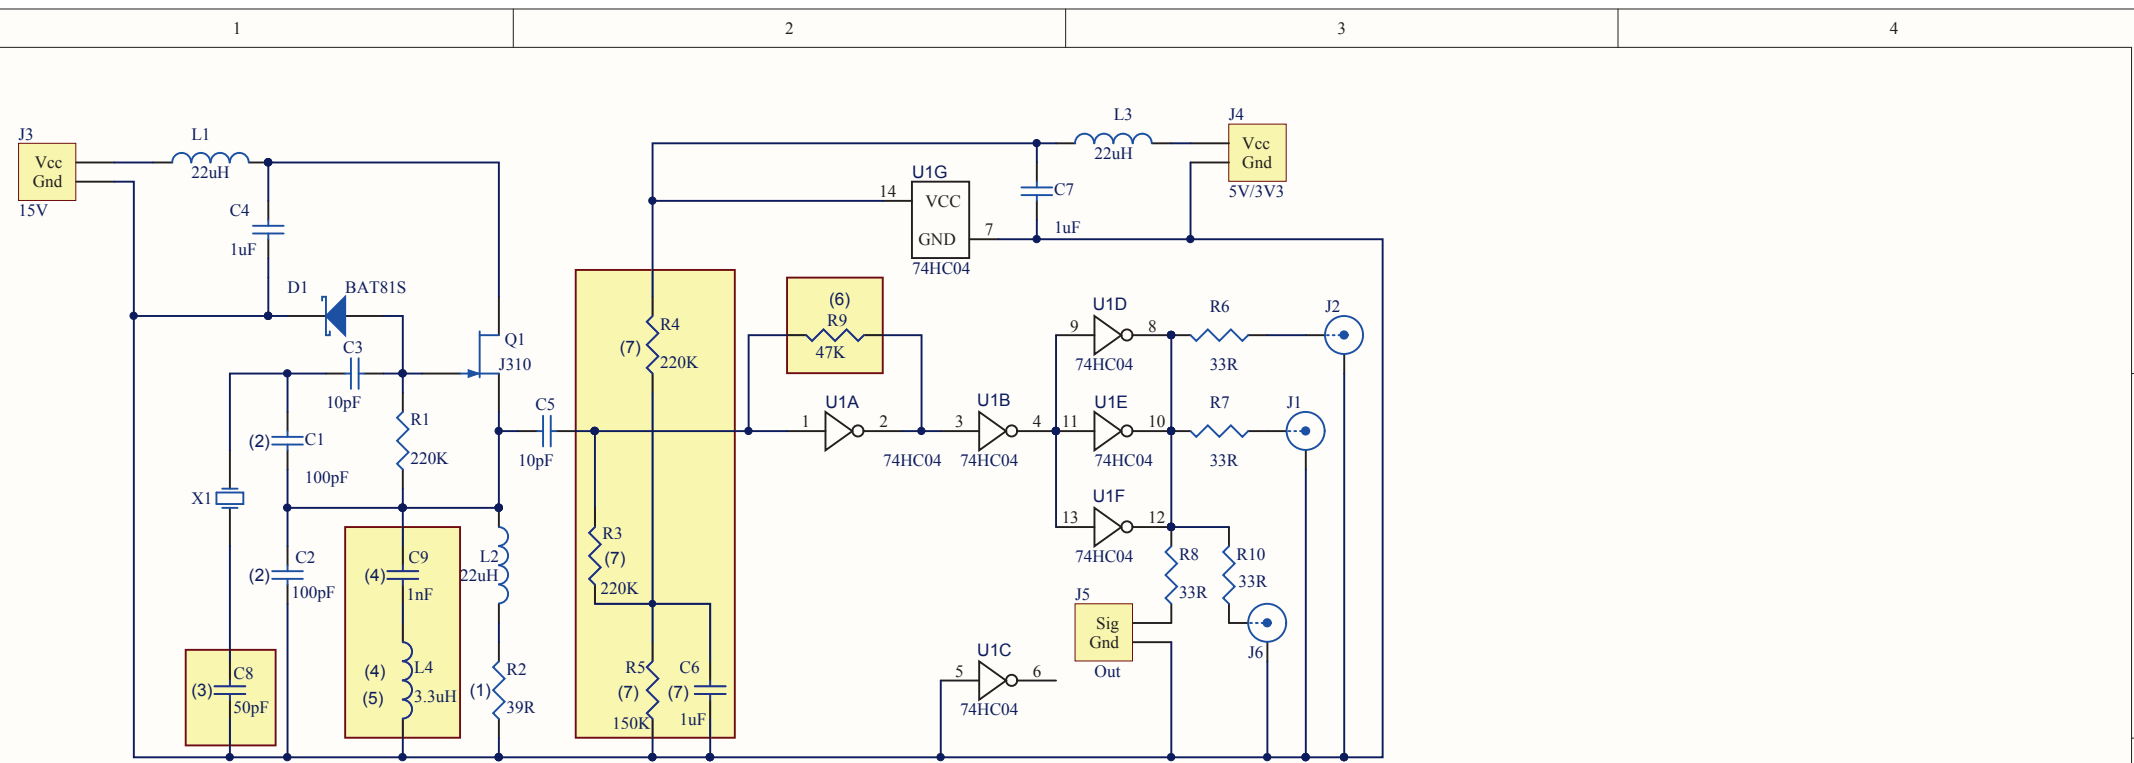 1 2 3 4
J3
Vcc
Gnd
15V
L1
22uH
C4
1uF
D1 BAT81S
C3
10pF
Q1
J310
(2) C1
100pF
R1
220K
X1
C2
(2)
100pF
C9
(4)
1nF
L2
22uH
C8
(3)
50pF
(4) L4
(5) 3.3uH
R2
(1)
39R
C5
10pF
R4
(7)
220K
R3
(7)
220K
R5
(7)
150K
C6
(7)
1uF
(6)
R9
47K
U1A
1 2
74HC04
U1B
3 4
74HC04
U1G
14 VCC
GND 7
74HC04
C7
1uF
L3
22uH
J4
Vcc
Gnd
5V/3V3
U1D
9 8
74HC04
R6
33R
J2
U1E
11 10
74HC04
R7
33R
J1
U1F
13 12
74HC04
R8
33R
R10
33R
J5
Sig
Gnd
Out
J6
U1C
5 6
74HC04